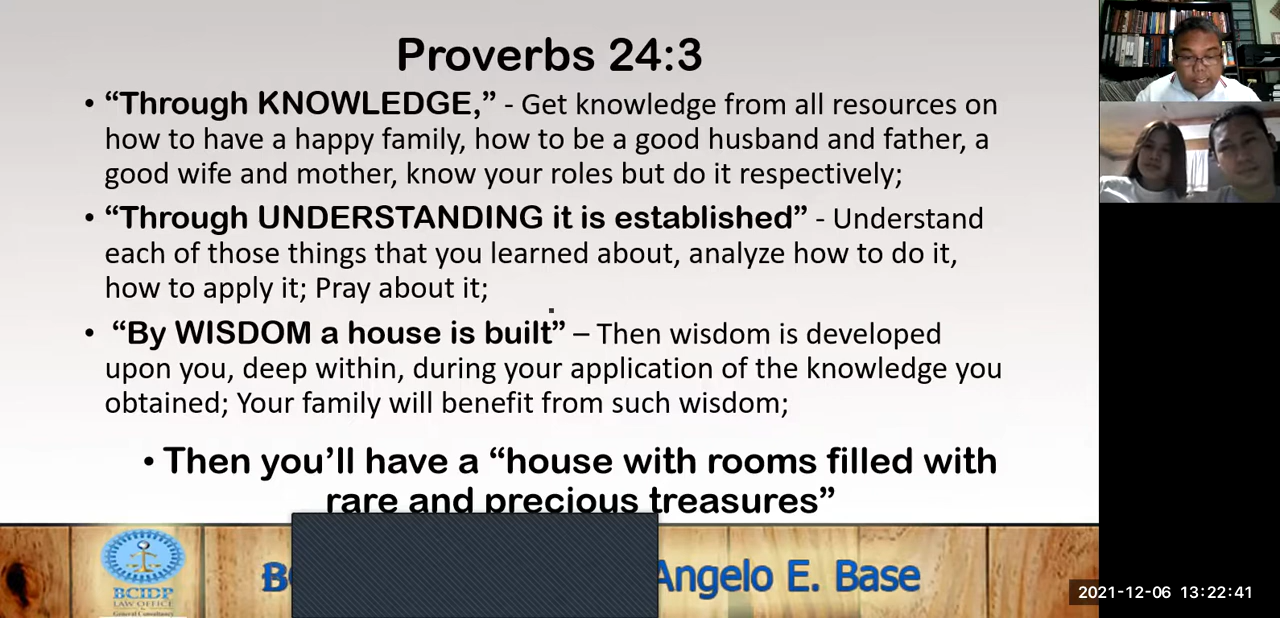 Proverbs 24:3
• “Through KNOWLEDGE,” - Get knowledge from all resources on
how to have a happy family, how to be a good husband and father, a
good wife and mother, know your roles but do it respectively;
• “Through UNDERSTANDING it is established” - Understand
each of those things that you learned about, analyze how to do it,
how to apply it; Pray about it;
• “By WISDOM a house is built” – Then wisdom is developed
upon you, deep within, during your application of the knowledge you
obtained; Your family will benefit from such wisdom;
• Then you’ll have a “house with rooms filled with
rare and precious treasures”
BCIDP
LAW OFFICE
General Consultancy
Angelo E. Base
2021-12-06 13:22:41